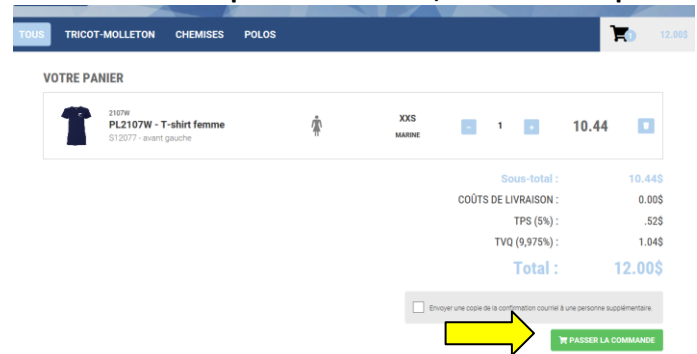 TOUS TRICOT-MOLLETON CHEMISES POLOS 12.00$
VOTRE PANIER
2107W
PL2107W - T-shirt femme
S12077 - avant gauche
XXS
MARINE
- 1 + 10.44
Sous-total : 10.44$
COÛTS DE LIVRAISON : 0.00$
TPS (5%) : .52$
TVQ (9,975%) : 1.04$
Total : 12.00$
Envoyer une copie de la confirmation courriel à une personne supplémentaire.
PASSER LA COMMANDE